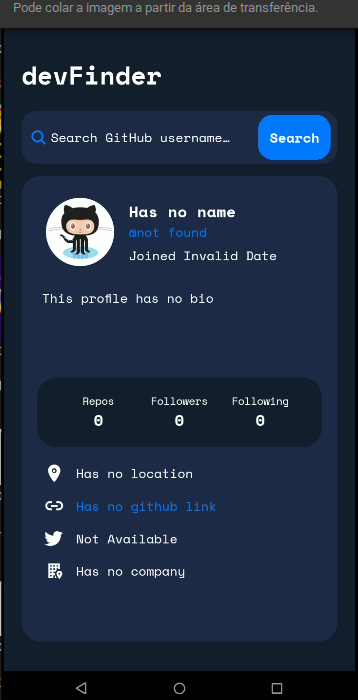 Pode colar a imagem a partir da área de transferência.
devFinder
Search GitHub username… Search
Has no name
@not found
Joined Invalid Date
This profile has no bio
Repos Followers Following
0 0 0
Has no location
Has no github link
Not Available
Has no company